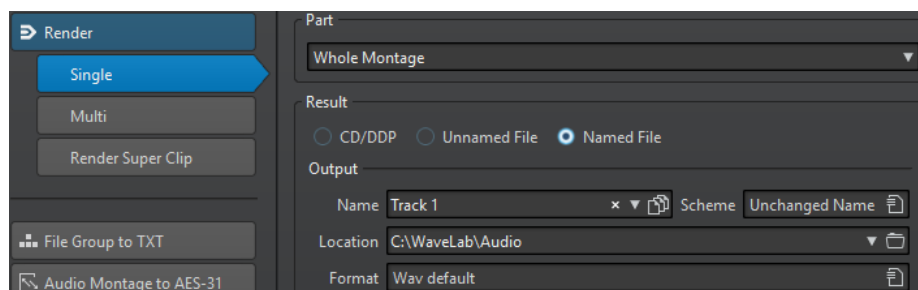 Render
Single
Multi
Render Super Clip
File Group to TXT
Audio Montage to AES-31
Part
Whole Montage
Result
CD/DDP Unnamed File Named File
Output
Name Track 1 Scheme Unchanged Name
Location C:\WaveLab\Audio
Format Wav default